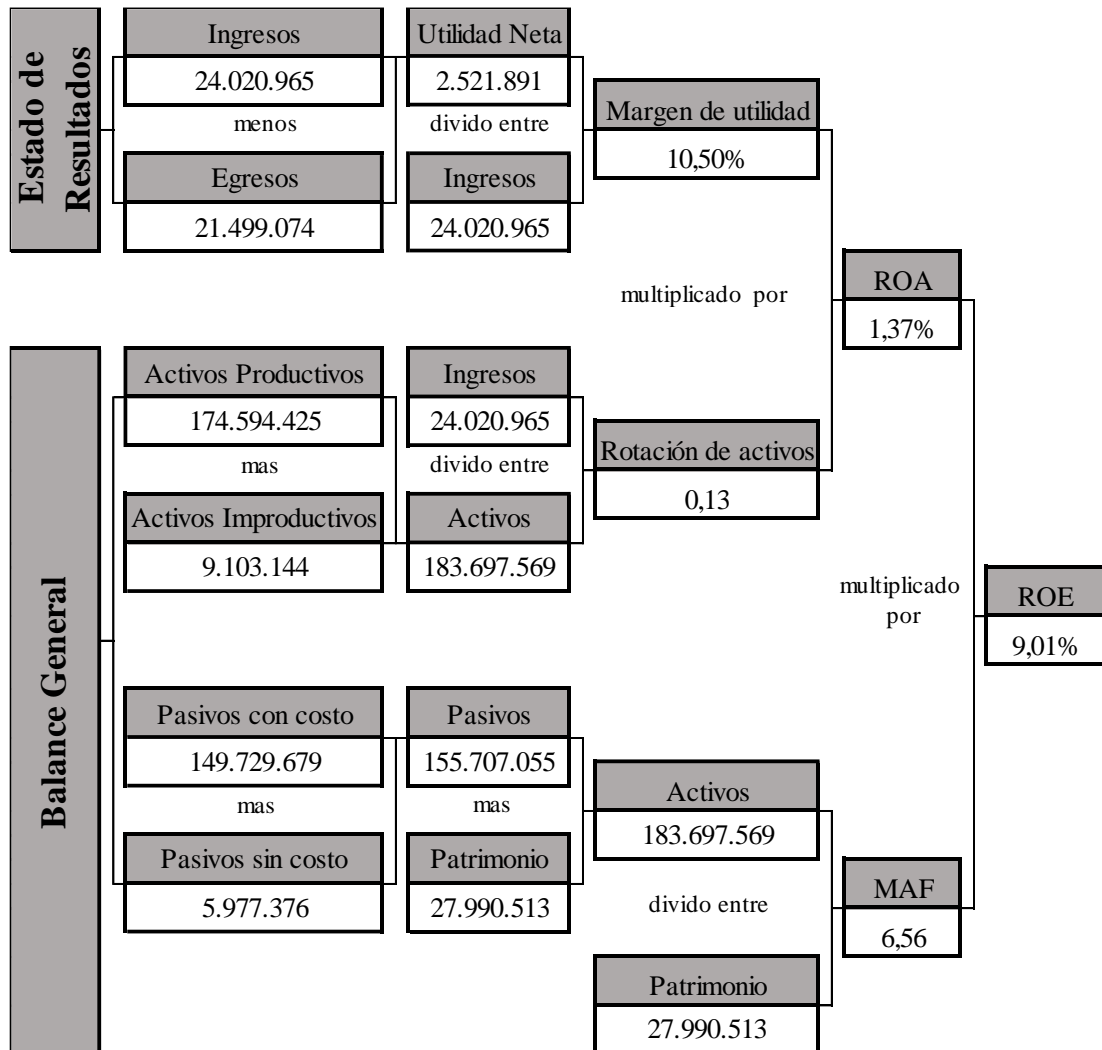 Estado de
Resultados
Ingresos
24.020.965
menos
Egresos
21.499.074
Utilidad Neta
2.521.891
divido entre
Ingresos
24.020.965
Margen de utilidad
10,50%
multiplicado por
ROA
1,37%
Balance General
Activos Productivos
174.594.425
mas
Activos Improductivos
9.103.144
Ingresos
24.020.965
divido entre
Activos
183.697.569
Rotación de activos
0,13
multiplicado
por
ROE
9,01%
Pasivos con costo
149.729.679
mas
Pasivos sin costo
5.977.376
Pasivos
155.707.055
mas
Patrimonio
27.990.513
Activos
183.697.569
divido entre
Patrimonio
27.990.513
MAF
6,56